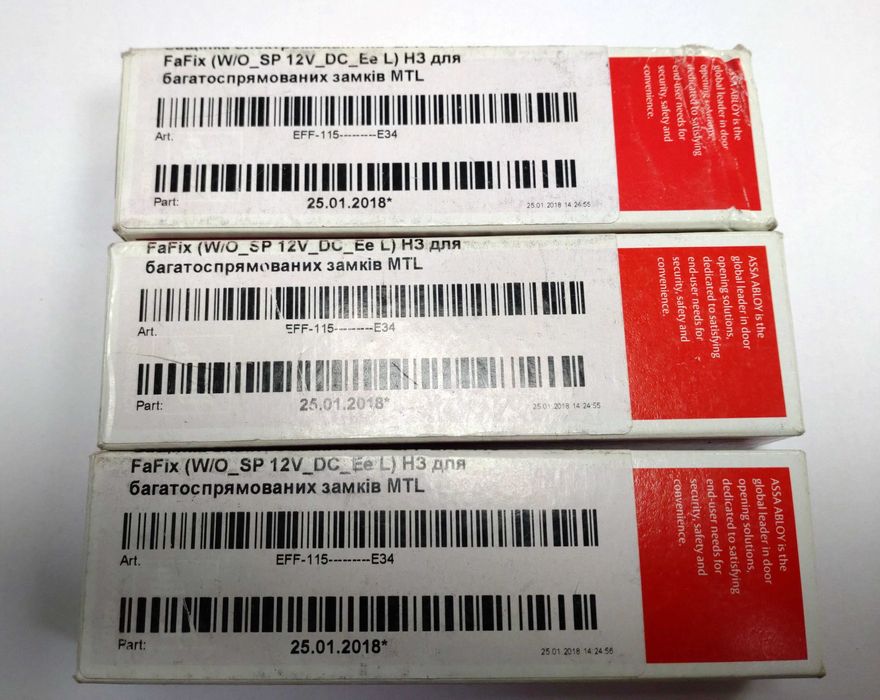 FaFix (W/O_SP 12V_DC_Ee L) НЗ для
багатоспрямованих замків MTL
Art. EFF-115---------E34
Part: 25.01.2018* 25.01.2018 14:24:55
ASSA ABLOY is the
global leader in door
opening solutions,
dedicated to satisfying
end-user needs for
security, safety and
convenience.
FaFix (W/O_SP 12V_DC_Ee L) НЗ для
багатоспрямованих замків MTL
Art. EFF-115---------E34
Part: 25.01.2018* 25.01.2018 14:24:55
ASSA ABLOY is the
global leader in door
opening solutions,
dedicated to satisfying
end-user needs for
security, safety and
convenience.
FaFix (W/O_SP 12V_DC_Ee L) НЗ для
багатоспрямованих замків MTL
Art. EFF-115---------E34
Part: 25.01.2018* 25.01.2018 14:24:56
ASSA ABLOY is the
global leader in door
opening solutions,
dedicated to satisfying
end-user needs for
security, safety and
convenience.